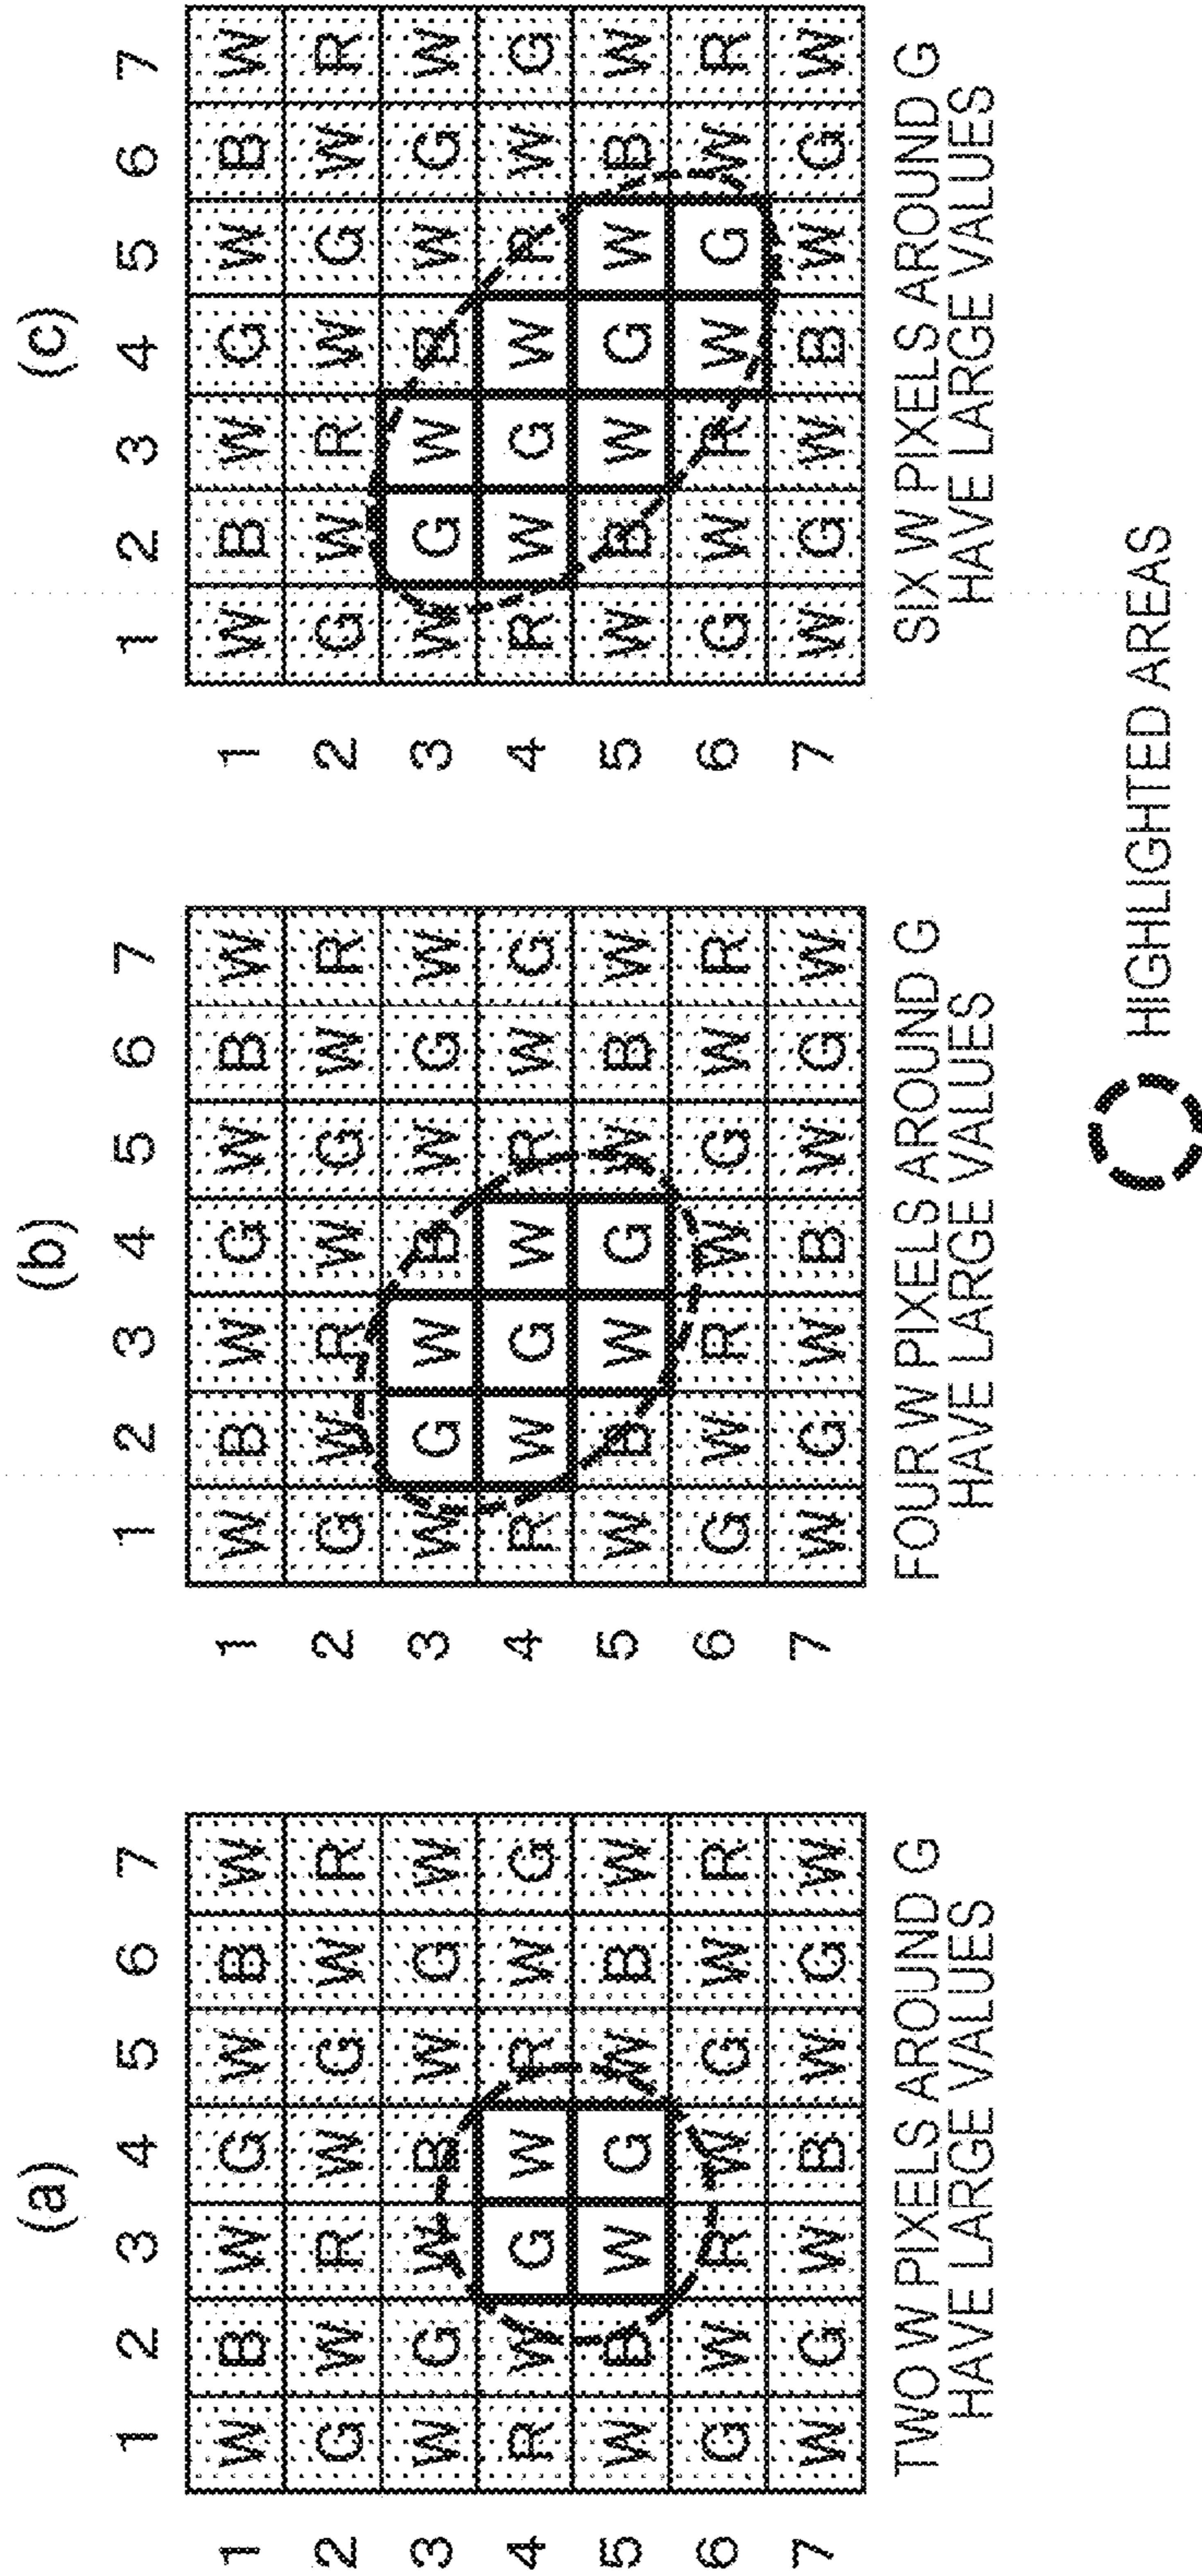 (a)
1 2 3 4 5 6 7
1 W B W G W B W
2 G W R W G W R
3 W G W B W G W
4 R W G W R W G
5 W B W G W B W
6 G W R W G W R
7 W G W B W G W
TWO W PIXELS AROUND G
HAVE LARGE VALUES
(b)
1 2 3 4 5 6 7
1 W B W G W B W
2 G W R W G W R
3 W G W B W G W
4 R W G W R W G
5 W B W G W B W
6 G W R W G W R
7 W G W B W G W
FOUR W PIXELS AROUND G
HAVE LARGE VALUES
(c)
1 2 3 4 5 6 7
1 W B W G W B W
2 G W R W G W R
3 W G W B W G W
4 R W G W R W G
5 W B W G W B W
6 G W R W G W R
7 W G W B W G W
SIX W PIXELS AROUND G
HAVE LARGE VALUES
HIGHLIGHTED AREAS